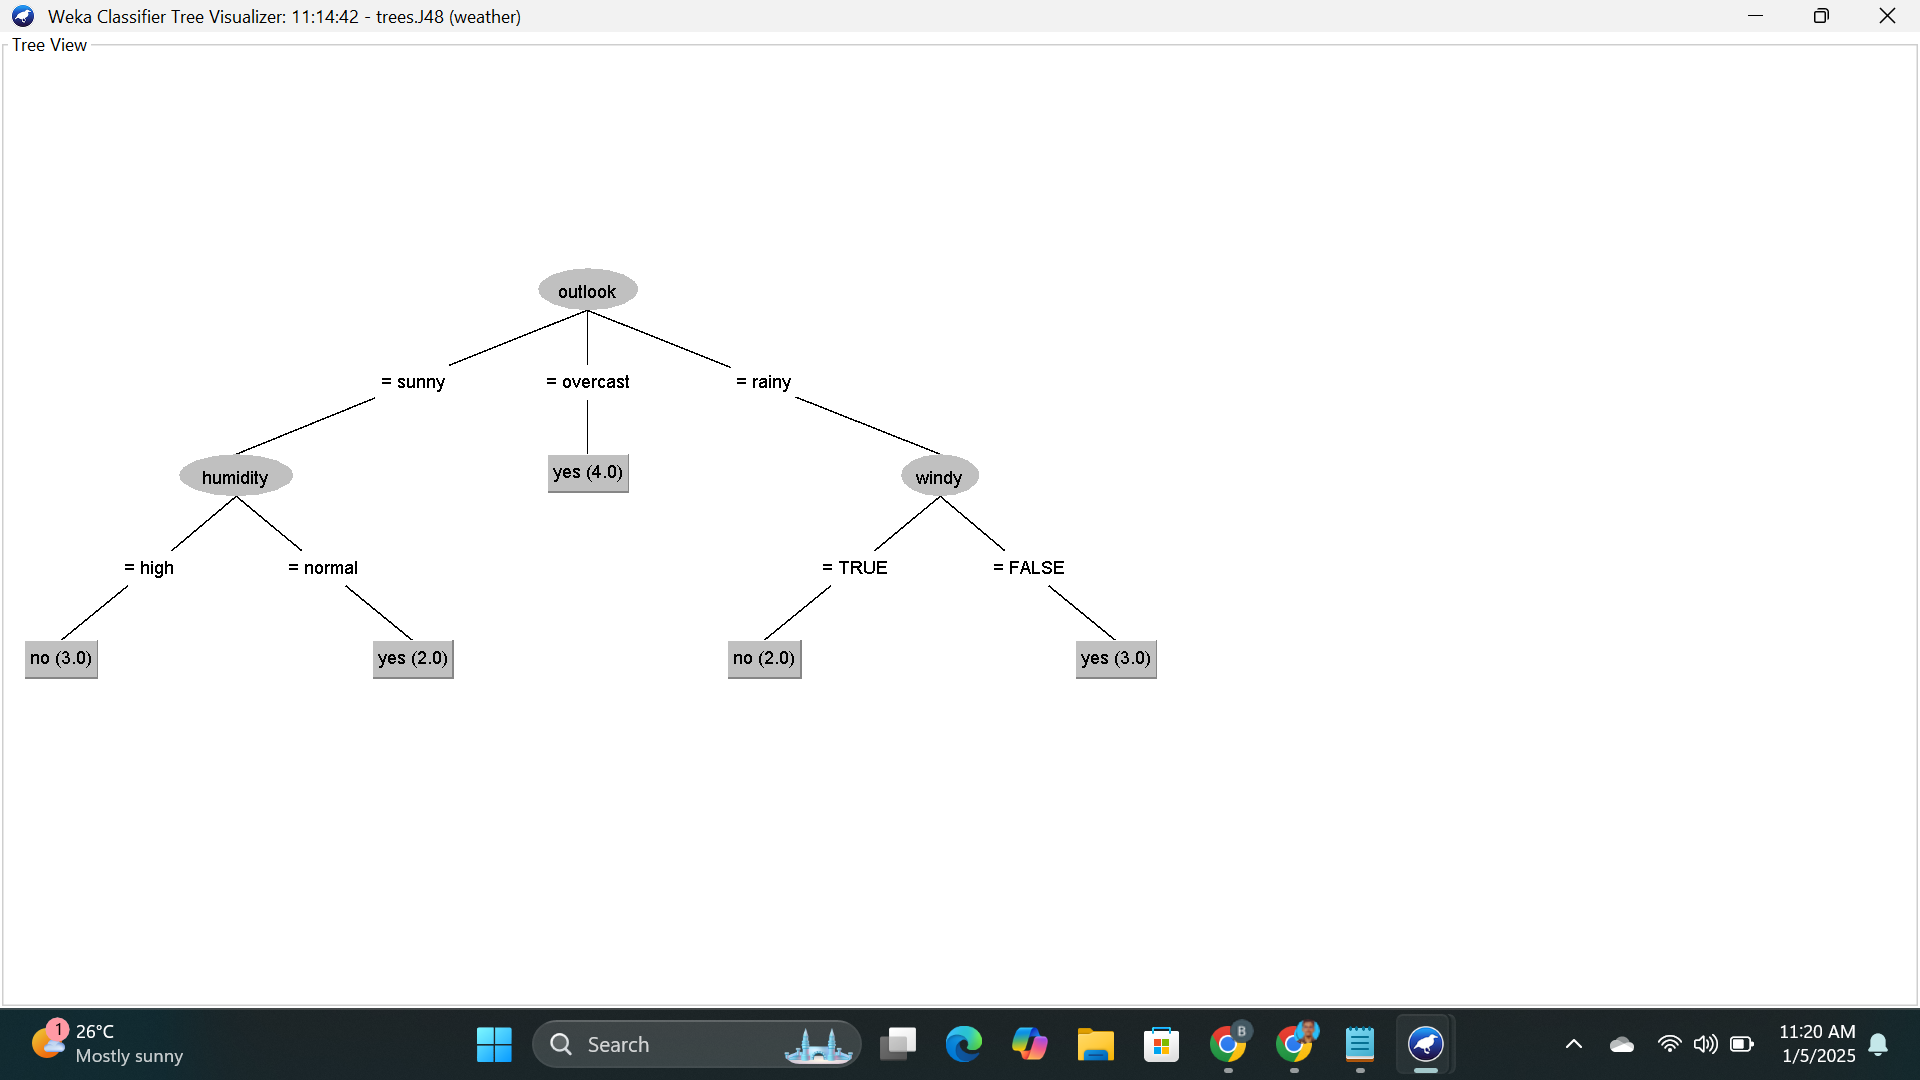 Weka Classifier Tree Visualizer: 11:14:42 - trees.J48 (weather)
Tree View
outlook
= sunny
= overcast
= rainy
humidity
yes (4.0)
windy
= high
= normal
= TRUE
= FALSE
no (3.0)
yes (2.0)
no (2.0)
yes (3.0)
1
26°C
Mostly sunny
Search
B
11:20 AM
1/5/2025